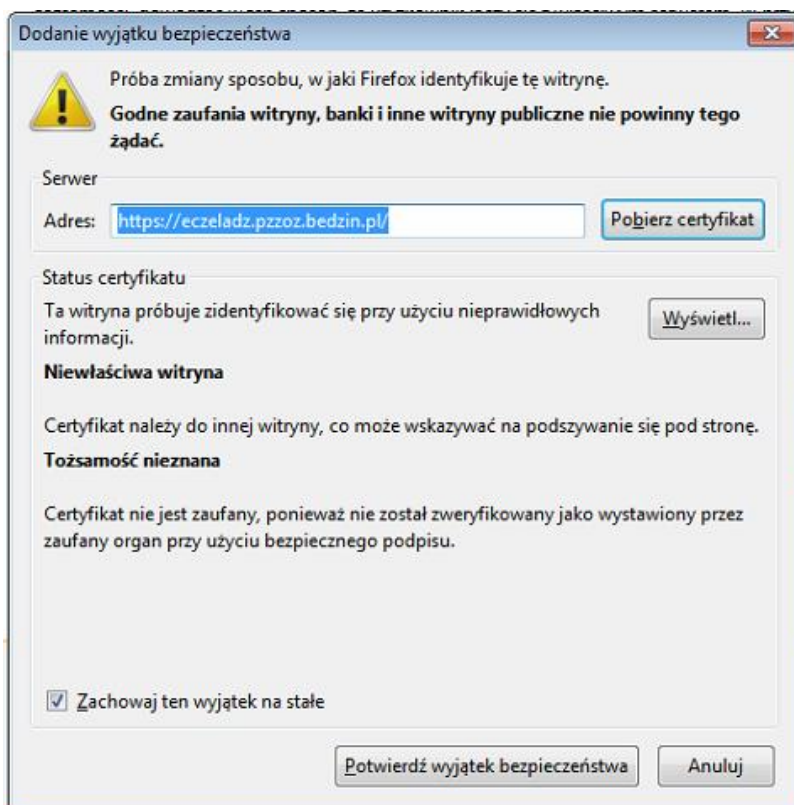 Dodanie wyjątku bezpieczeństwa
Próba zmiany sposobu, w jaki Firefox identyfikuje tę witrynę.
Godne zaufania witryny, banki i inne witryny publiczne nie powinny tego
żądać.
Serwer
Adres: https://eczeladz.pzzoz.bedzin.pl/ Pobierz certyfikat
Status certyfikatu
Ta witryna próbuje zidentyfikować się przy użyciu nieprawidłowych
informacji.
Wyświetl...
Niewłaściwa witryna
Certyfikat należy do innej witryny, co może wskazywać na podszywanie się pod stronę.
Tożsamość nieznana
Certyfikat nie jest zaufany, ponieważ nie został zweryfikowany jako wystawiony przez
zaufany organ przy użyciu bezpiecznego podpisu.
Zachowaj ten wyjątek na stałe
Potwierdź wyjątek bezpieczeństwa Anuluj